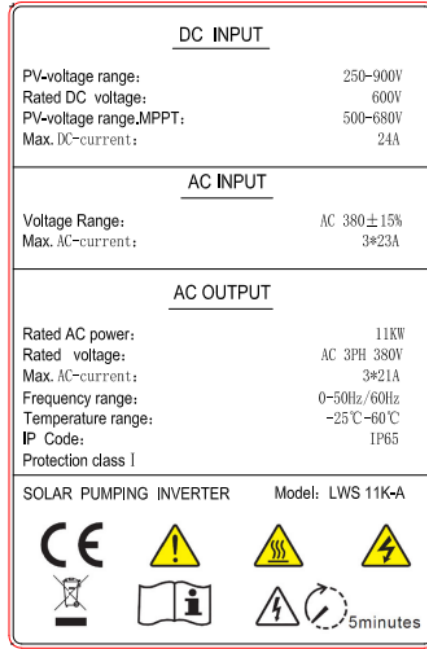 DC INPUT
PV-voltage range: 250-900V
Rated DC voltage: 600V
PV-voltage range.MPPT: 500-680V
Max. DC-current: 24A
AC INPUT
Voltage Range: AC 380±15%
Max. AC-current: 3*23A
AC OUTPUT
Rated AC power: 11KW
Rated voltage: AC 3PH 380V
Max. AC-current: 3*21A
Frequency range: 0-50Hz/60Hz
Temperature range: -25℃-60℃
IP Code: IP65
Protection class I
SOLAR PUMPING INVERTER Model: LWS 11K-A
CE
5minutes